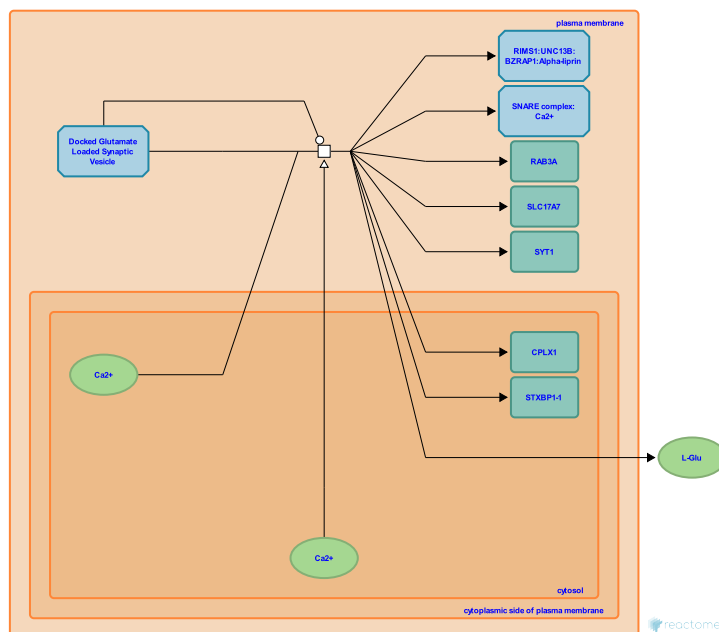 plasma membrane
RIMS1:UNC13B:
BZRAP1:Alpha-liprin
SNARE complex:
Ca2+
Docked Glutamate
Loaded Synaptic
Vesicle
RAB3A
SLC17A7
SYT1
CPLX1
Ca2+
STXBP1-1
L-Glu
Ca2+
cytosol
cytoplasmic side of plasma membrane
reactome